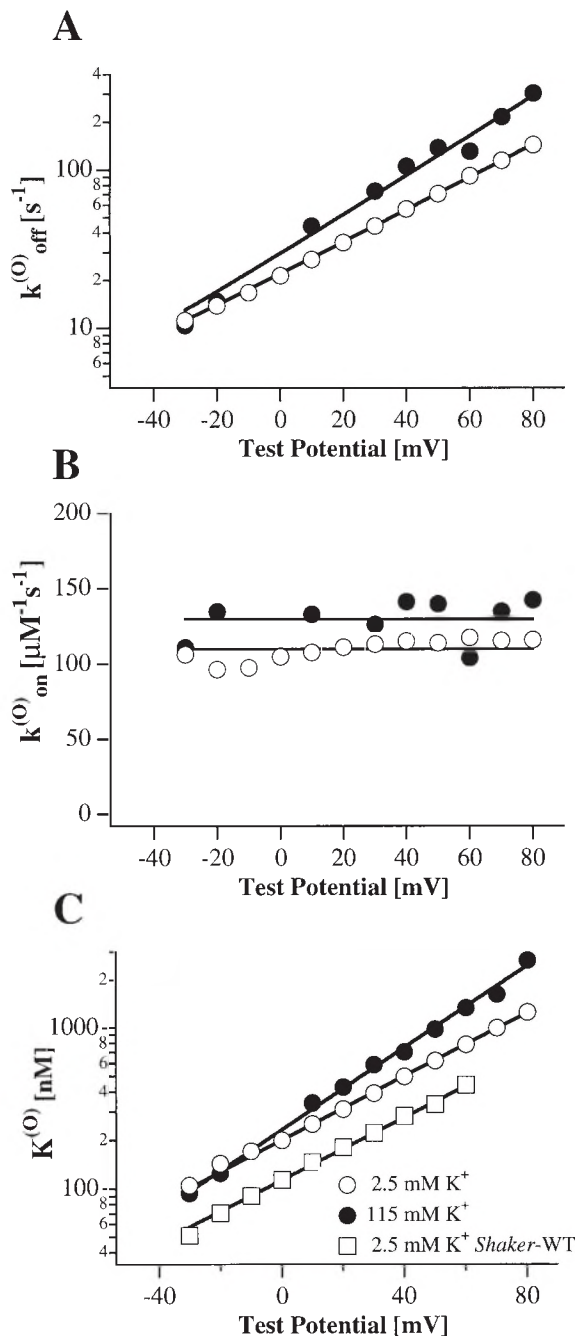 A
4
2
100
8
6
4
2
10
8
6
k(O)off [s-1]
-40 -20 0 20 40 60 80
Test Potential [mV]
B
200
150
100
50
0
k(O)on [µM-1s-1]
-40 -20 0 20 40 60 80
Test Potential [mV]
C
2
1000
8
6
4
2
100
8
6
4
K(O) [nM]
2.5 mM K+
115 mM K+
2.5 mM K+ Shaker-WT
-40 -20 0 20 40 60 80
Test Potential [mV]